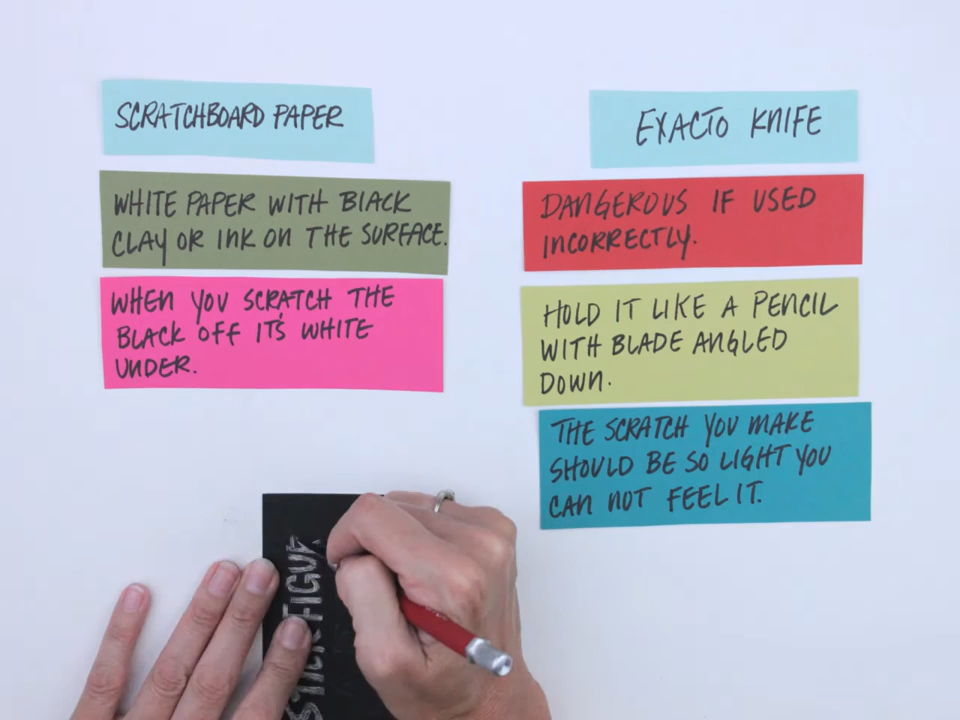 SCRATCHBOARD PAPER
WHITE PAPER WITH BLACK
CLAY OR INK ON THE SURFACE.
WHEN YOU SCRATCH THE
BLACK OFF IT'S WHITE
UNDER.
EXACTO KNIFE
DANGEROUS IF USED
INCORRECTLY.
HOLD IT LIKE A PENCIL
WITH BLADE ANGLED
DOWN.
THE SCRATCH YOU MAKE
SHOULD BE SO LIGHT YOU
CAN NOT FEEL IT.